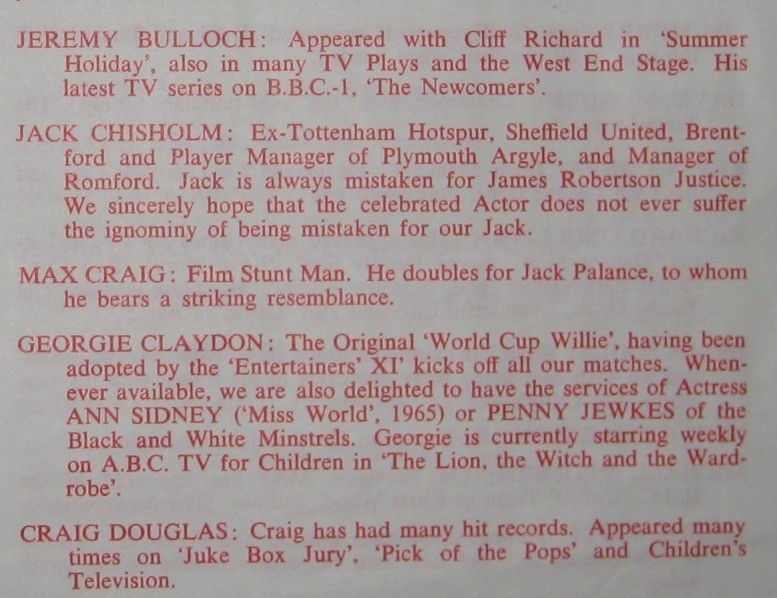 JEREMY BULLOCH: Appeared with Cliff Richard in 'Summer
Holiday', also in many TV Plays and the West End Stage. His
latest TV series on B.B.C.-1, 'The Newcomers'.
JACK CHISHOLM: Ex-Tottenham Hotspur, Sheffield United, Brent-
ford and Player Manager of Plymouth Argyle, and Manager of
Romford. Jack is always mistaken for James Robertson Justice.
We sincerely hope that the celebrated Actor does not ever suffer
the ignominy of being mistaken for our Jack.
MAX CRAIG: Film Stunt Man. He doubles for Jack Palance, to whom
he bears a striking resemblance.
GEORGIE CLAYDON: The Original 'World Cup Willie', having been
adopted by the 'Entertainers' XI' kicks off all our matches. When-
ever available, we are also delighted to have the services of Actress
ANN SIDNEY ('Miss World', 1965) or PENNY JEWKES of the
Black and White Minstrels. Georgie is currently starring weekly
on A.B.C. TV for Children in 'The Lion, the Witch and the Ward-
robe'.
CRAIG DOUGLAS: Craig has had many hit records. Appeared many
times on 'Juke Box Jury', 'Pick of the Pops' and Children's
Television.